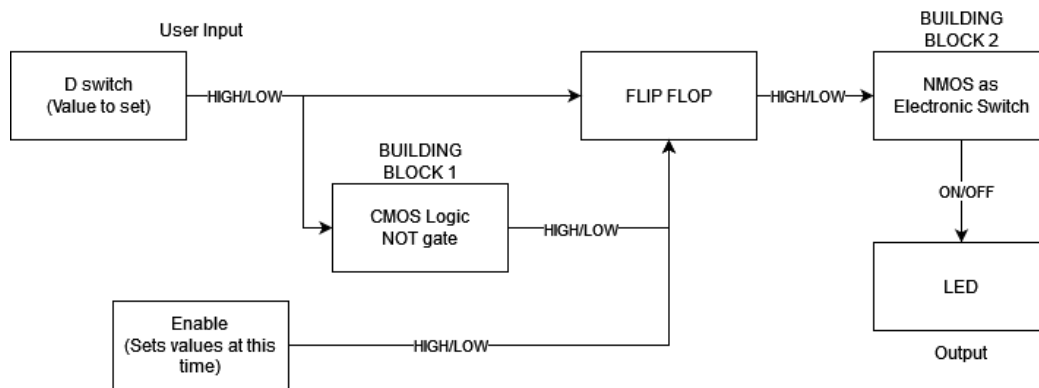 User Input
D switch
(Value to set)
HIGH/LOW
FLIP FLOP
HIGH/LOW
BUILDING
BLOCK 2
NMOS as
Electronic Switch
BUILDING
BLOCK 1
CMOS Logic
NOT gate
HIGH/LOW
ON/OFF
LED
Output
Enable
(Sets values at this
time)
HIGH/LOW